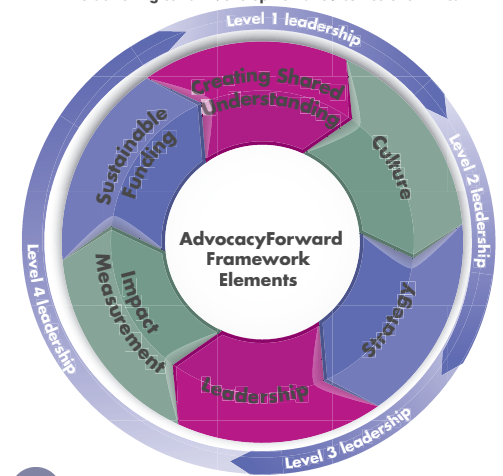 Level 1 leadership
Creating Shared
Understanding
Culture
Level 2 leadership
Sustainable
Funding
AdvocacyForward
Framework
Elements
Strategy
Impact
Measurement
Level 4 leadership
Leadership
Level 3 leadership